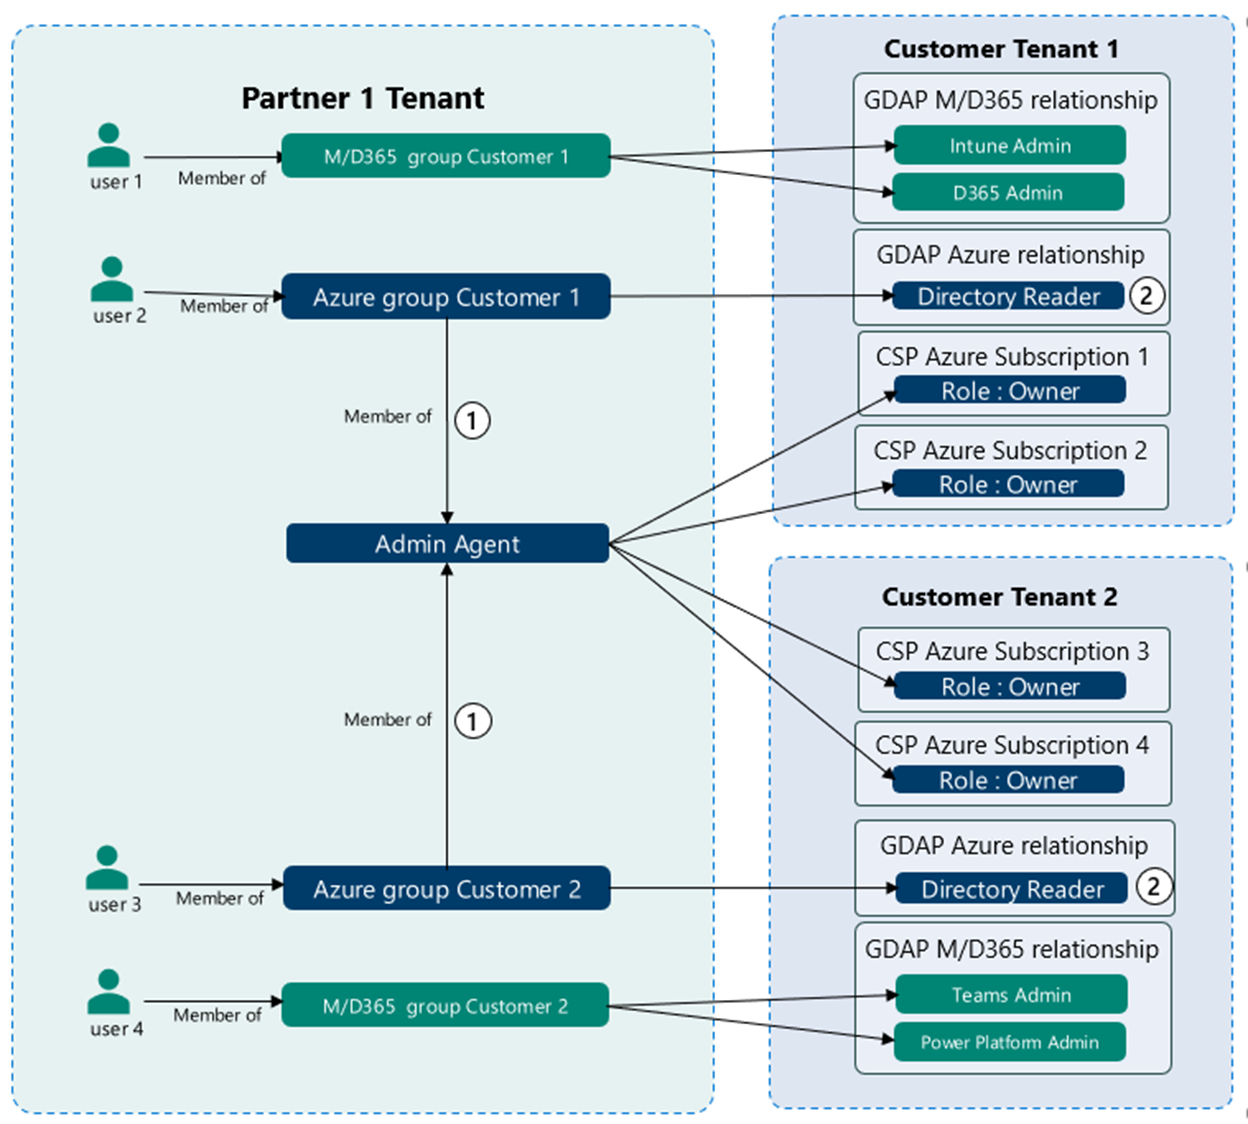 Partner 1 Tenant
user 1
Member of
M/D365 group Customer 1
user 2
Member of
Azure group Customer 1
Member of
1
Admin Agent
Member of
1
user 3
Member of
Azure group Customer 2
user 4
Member of
M/D365 group Customer 2
Customer Tenant 1
GDAP M/D365 relationship
Intune Admin
D365 Admin
GDAP Azure relationship
Directory Reader
2
CSP Azure Subscription 1
Role : Owner
CSP Azure Subscription 2
Role : Owner
Customer Tenant 2
CSP Azure Subscription 3
Role : Owner
CSP Azure Subscription 4
Role : Owner
GDAP Azure relationship
Directory Reader
2
GDAP M/D365 relationship
Teams Admin
Power Platform Admin